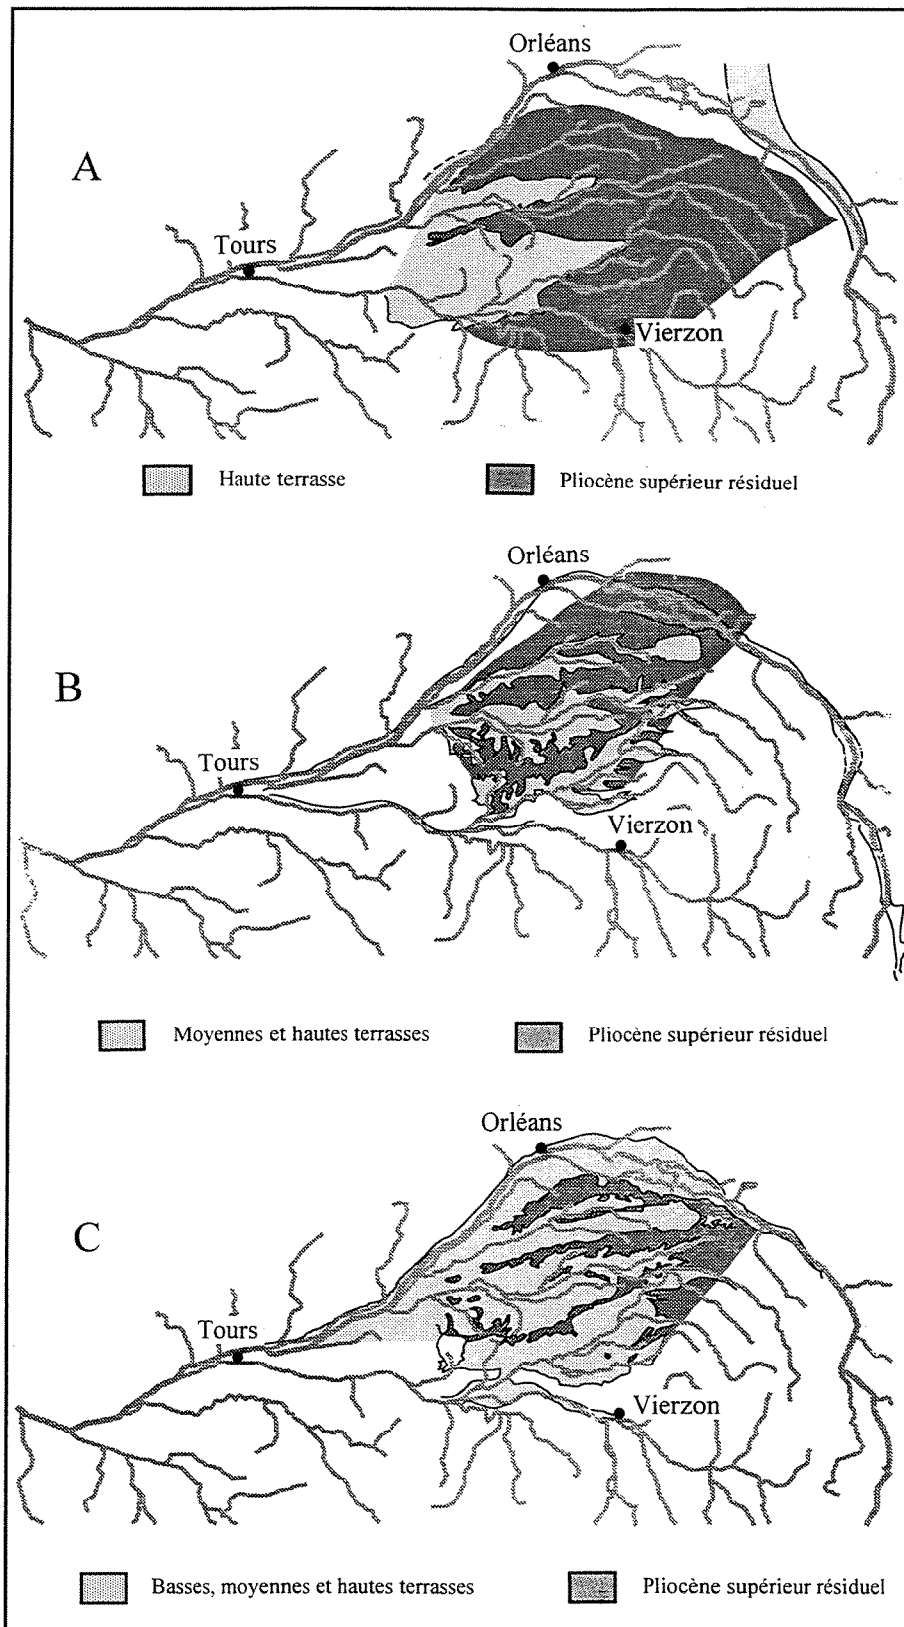 Orléans
A
Tours
Vierzon
Haute terrasse
Pliocène supérieur résiduel
Orléans
B
Tours
Vierzon
Moyennes et hautes terrasses
Pliocène supérieur résiduel
Orléans
C
Tours
Vierzon
Basses, moyennes et hautes terrasses
Pliocène supérieur résiduel